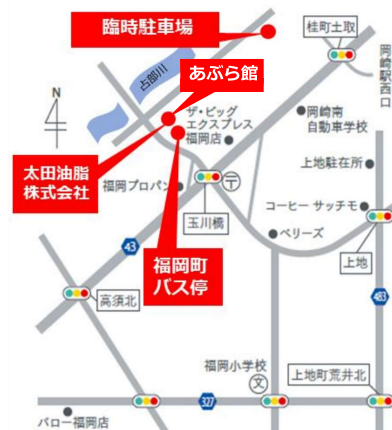 臨時駐車場
桂町土取
岡崎駅西口
占部川
あぶら館
N
ザ・ビッグ
エクスプレス
福岡店
岡崎南
自動車学校
太田油脂
株式会社
上地駐在所
福岡プロパン
〒
コーヒー サッチモ
玉川橋
ベリーズ
上地
43
福岡町
バス停
483
高須北
福岡小学校
文
上地町荒井北
327
バロー福岡店